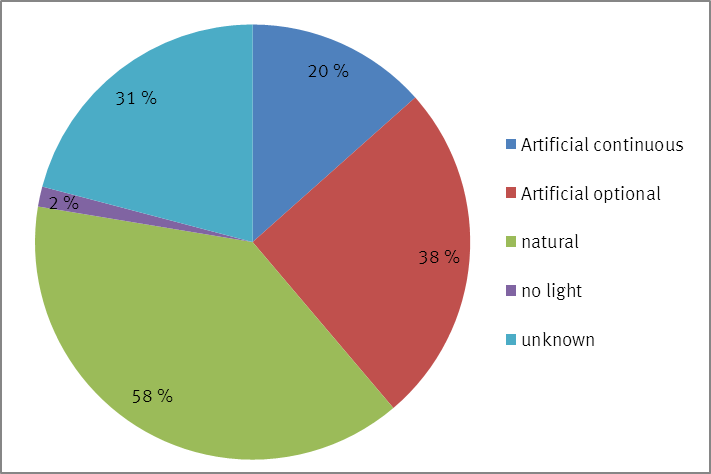 20 %
38 %
58 %
2 %
31 %
Artificial continuous
Artificial optional
natural
no light
unknown